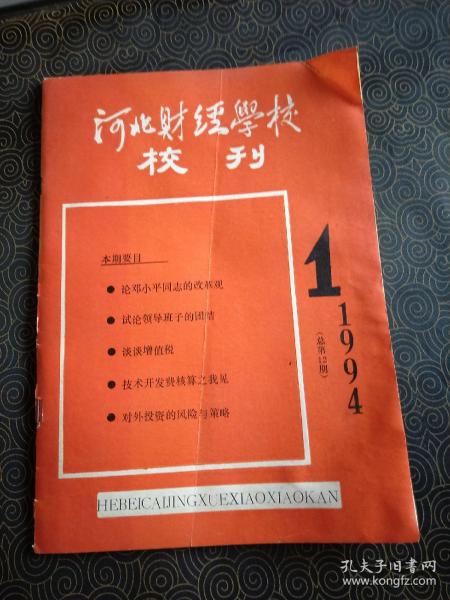 河北财经學校
校刊
本期要目
● 论邓小平同志的改革观
● 试论领导班子的团结
● 谈谈增值税
● 技术开发费核算之我见
● 对外投资的风险与策略
1
1994
(总第12期)
HEBEICAIJINGXUEXIAOXIAOKAN
孔夫子旧书网
www.kongfz.com